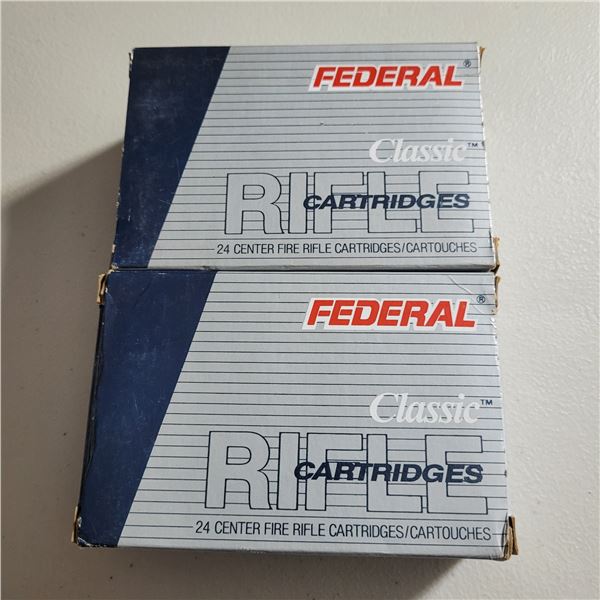 FEDERAL®
Classic™
RIFLE
CARTRIDGES
24 CENTER FIRE RIFLE CARTRIDGES/CARTOUCHES
FEDERAL®
Classic™
RIFLE
CARTRIDGES
24 CENTER FIRE RIFLE CARTRIDGES/CARTOUCHES